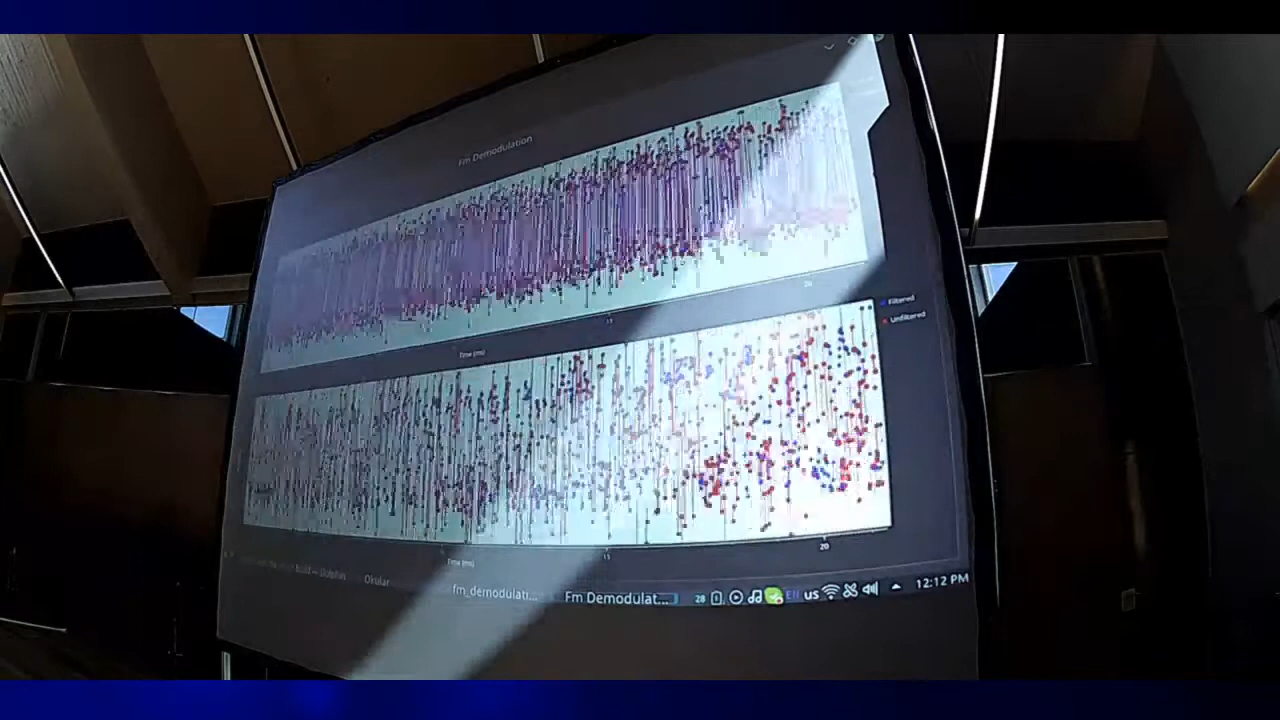 Fm Demodulation
20
15
Time (ms)
Filtered
Unfiltered
15
20
Time (ms)
Okular
fm_demodulati...
Fm Demodulat...
28
EN
us
12:12 PM